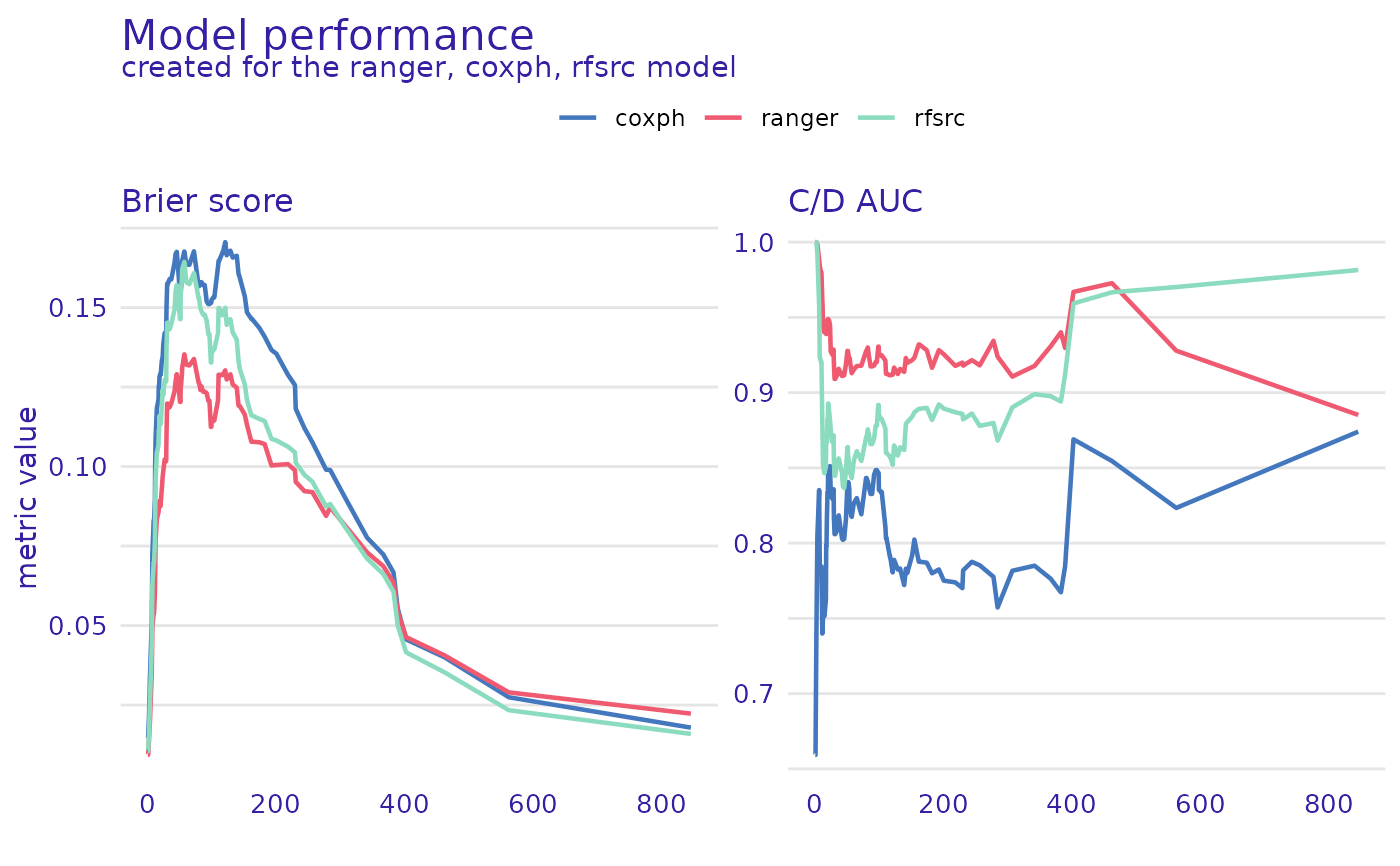 Model performance
created for the ranger, coxph, rfsrc model
coxph ranger rfsrc
Brier score
C/D AUC
metric value
0.15
0.10
0.05
0 200 400 600 800
1.0
0.9
0.8
0.7
0 200 400 600 800